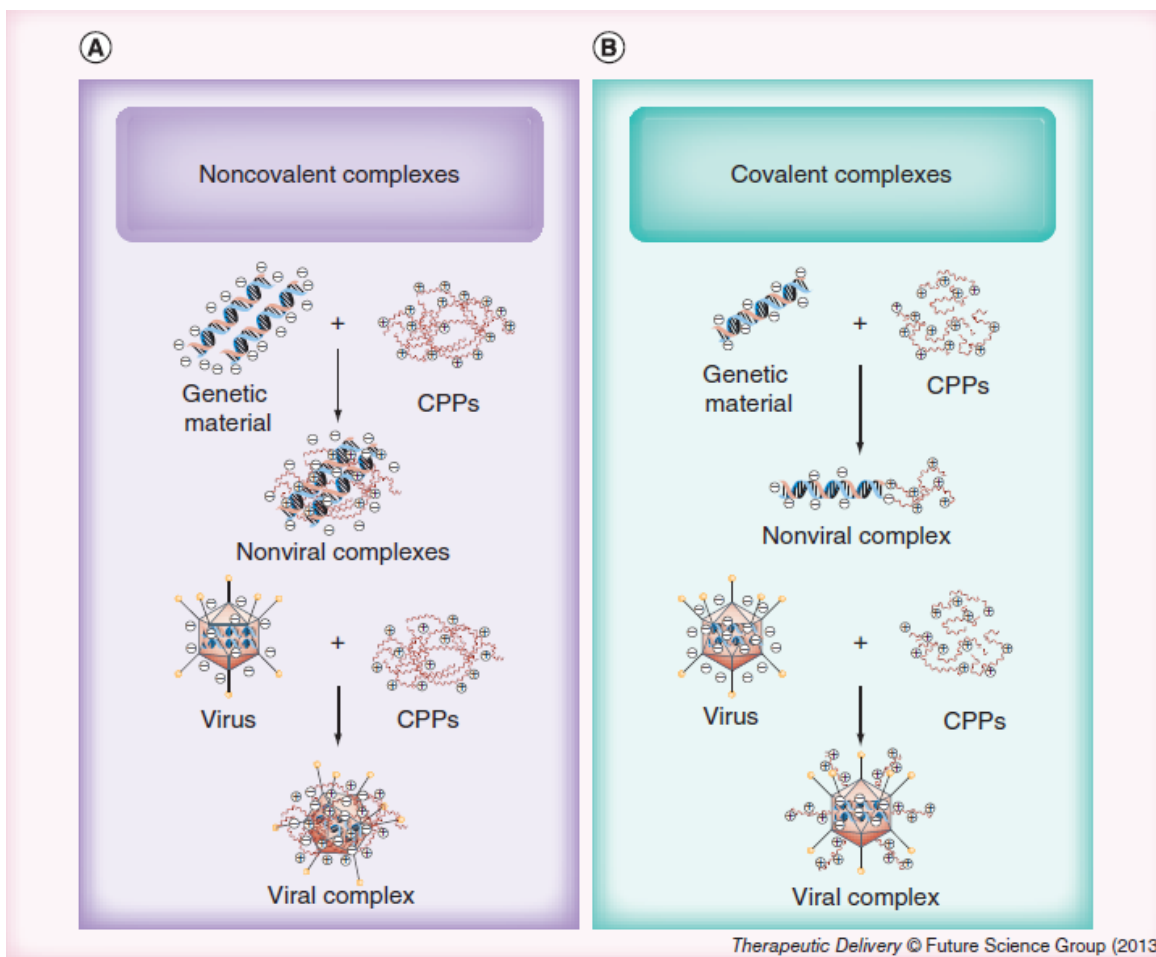 A
B
Noncovalent complexes
Covalent complexes
+
Genetic
material
CPPs
Nonviral complexes
+
Virus
CPPs
Viral complex
+
Genetic
material
CPPs
Nonviral complex
+
Virus
CPPs
Viral complex
Therapeutic Delivery © Future Science Group (2013